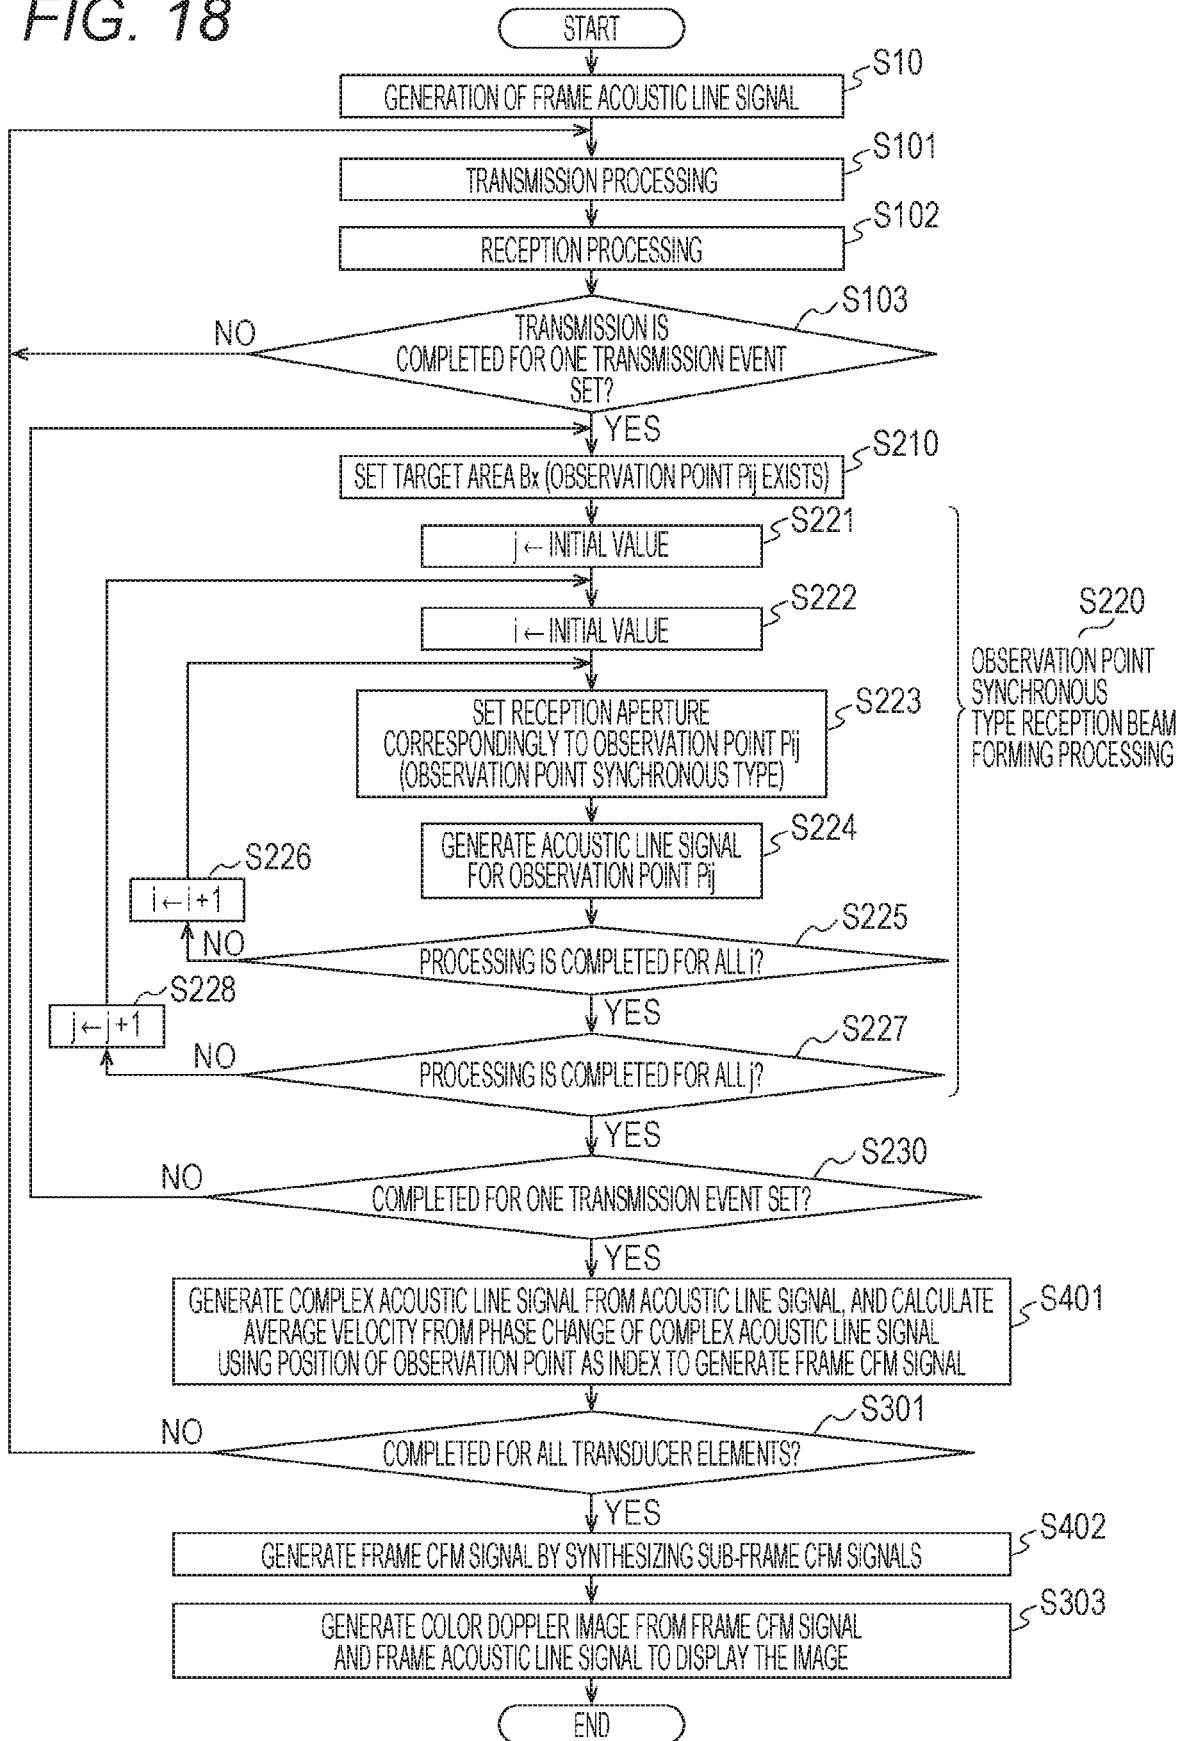 FIG. 18
START
S10
GENERATION OF FRAME ACOUSTIC LINE SIGNAL
S101
TRANSMISSION PROCESSING
S102
RECEPTION PROCESSING
S103
NO
TRANSMISSION IS
COMPLETED FOR ONE TRANSMISSION EVENT
SET?
YES
S210
SET TARGET AREA Bx (OBSERVATION POINT Pij EXISTS)
S221
j ← INITIAL VALUE
S222
i ← INITIAL VALUE
S220
OBSERVATION POINT
SYNCHRONOUS
TYPE RECEPTION BEAM
FORMING PROCESSING
S223
SET RECEPTION APERTURE
CORRESPONDINGLY TO OBSERVATION POINT Pij
(OBSERVATION POINT SYNCHRONOUS TYPE)
S224
GENERATE ACOUSTIC LINE SIGNAL
FOR OBSERVATION POINT Pij
S226
i ← i +1
S225
NO
PROCESSING IS COMPLETED FOR ALL i?
YES
S228
j ← j +1
S227
NO
PROCESSING IS COMPLETED FOR ALL j?
YES
S230
NO
COMPLETED FOR ONE TRANSMISSION EVENT SET?
YES
S401
GENERATE COMPLEX ACOUSTIC LINE SIGNAL FROM ACOUSTIC LINE SIGNAL, AND CALCULATE
AVERAGE VELOCITY FROM PHASE CHANGE OF COMPLEX ACOUSTIC LINE SIGNAL
USING POSITION OF OBSERVATION POINT AS INDEX TO GENERATE FRAME CFM SIGNAL
S301
NO
COMPLETED FOR ALL TRANSDUCER ELEMENTS?
YES
S402
GENERATE FRAME CFM SIGNAL BY SYNTHESIZING SUB-FRAME CFM SIGNALS
S303
GENERATE COLOR DOPPLER IMAGE FROM FRAME CFM SIGNAL
AND FRAME ACOUSTIC LINE SIGNAL TO DISPLAY THE IMAGE
END